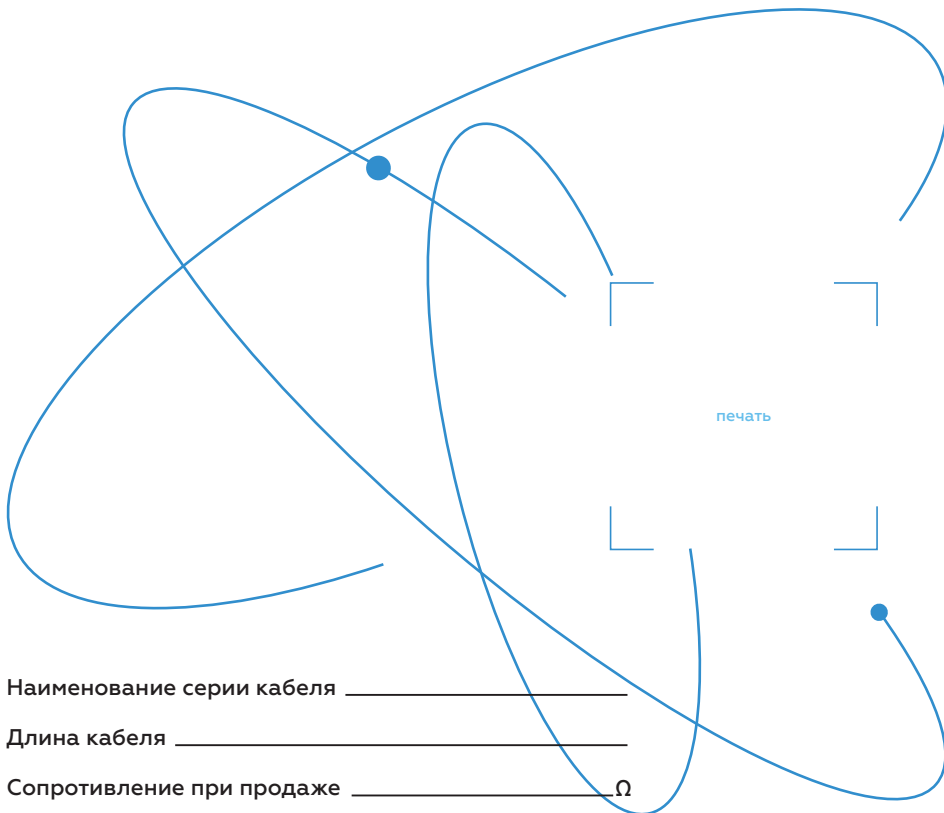 печать
Наименование серии кабеля
Длина кабеля
Сопротивление при продаже Ω